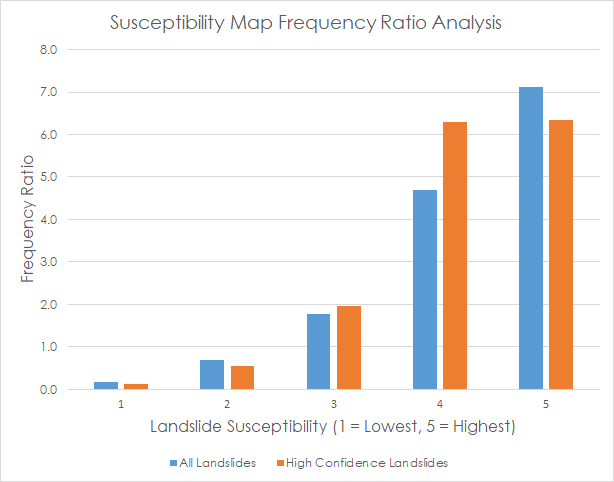 Susceptibility Map Frequency Ratio Analysis
8.0
7.0
6.0
5.0
4.0
3.0
2.0
1.0
0.0
Frequency Ratio
1 2 3 4 5
Landslide Susceptibility (1 = Lowest, 5 = Highest)
All Landslides High Confidence Landslides